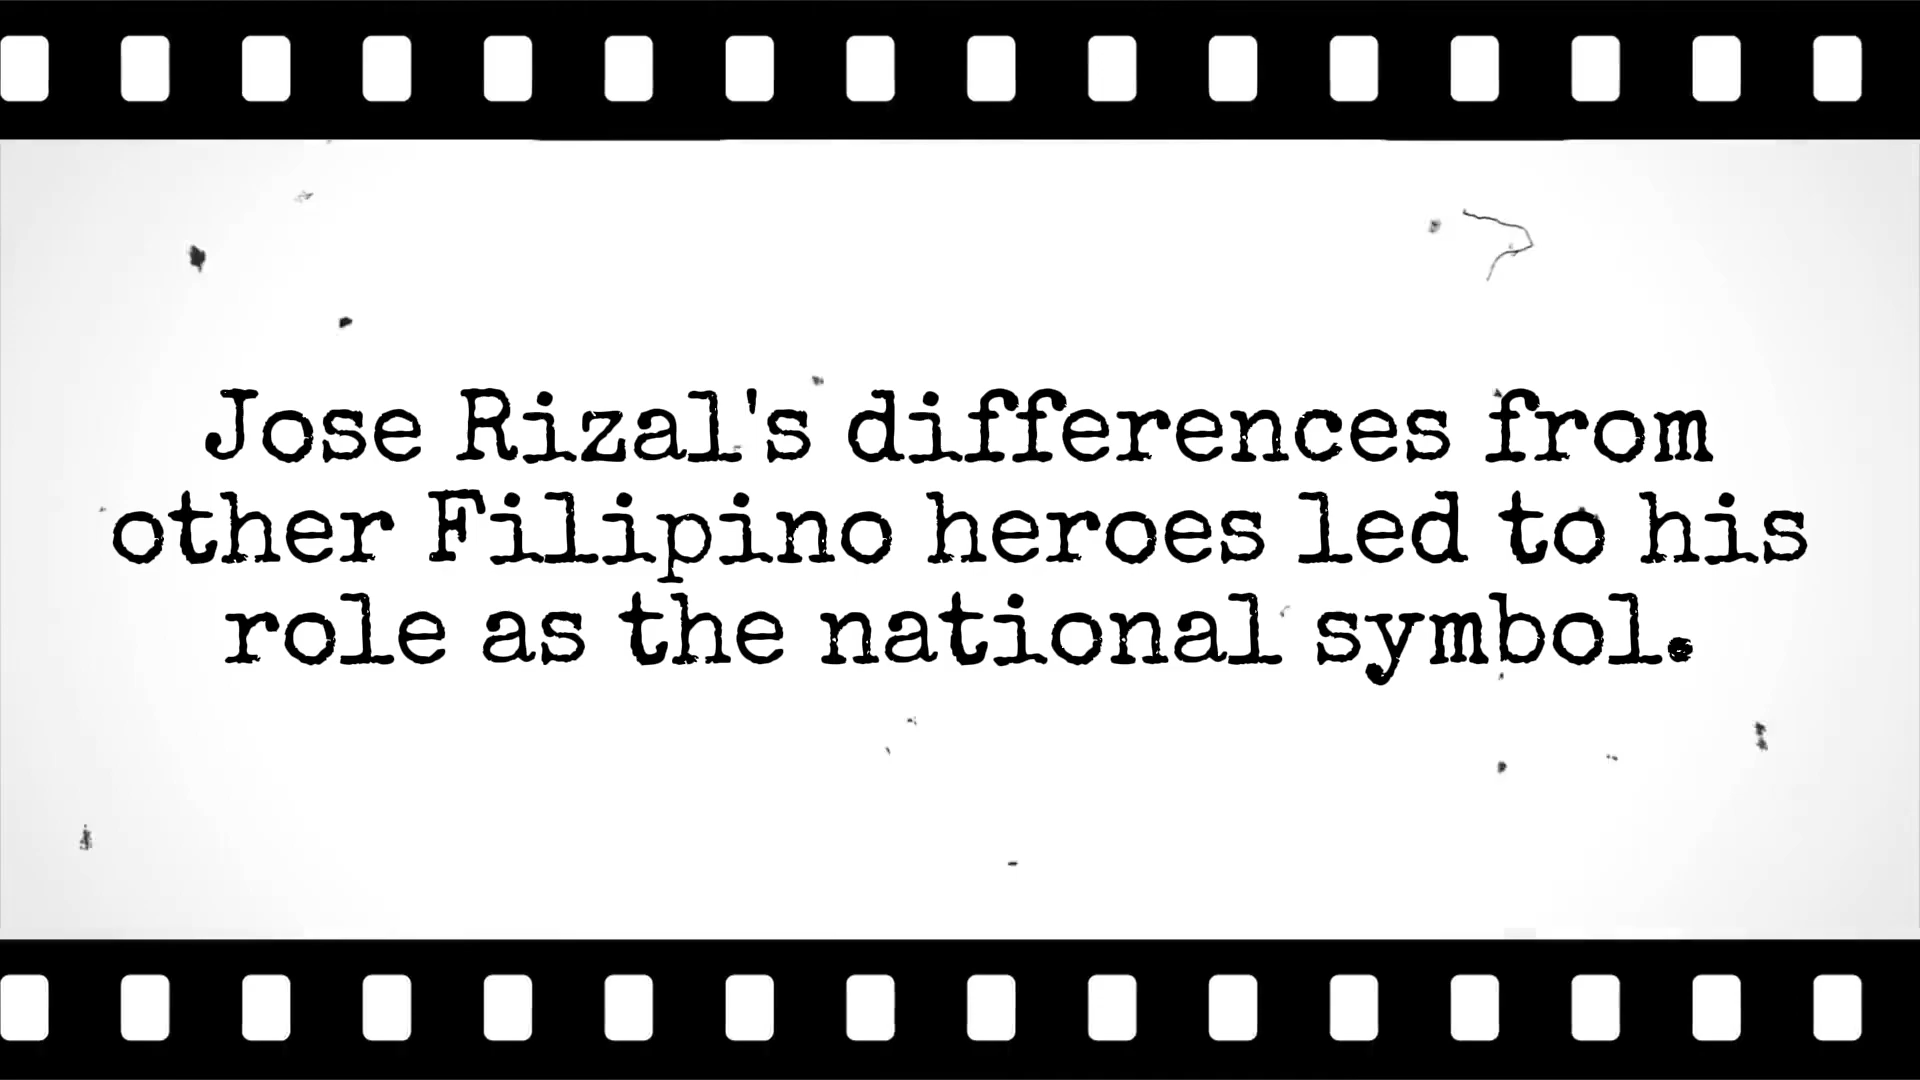 Jose Rizal's differences from
other Filipino heroes led to his
role as the national symbol.